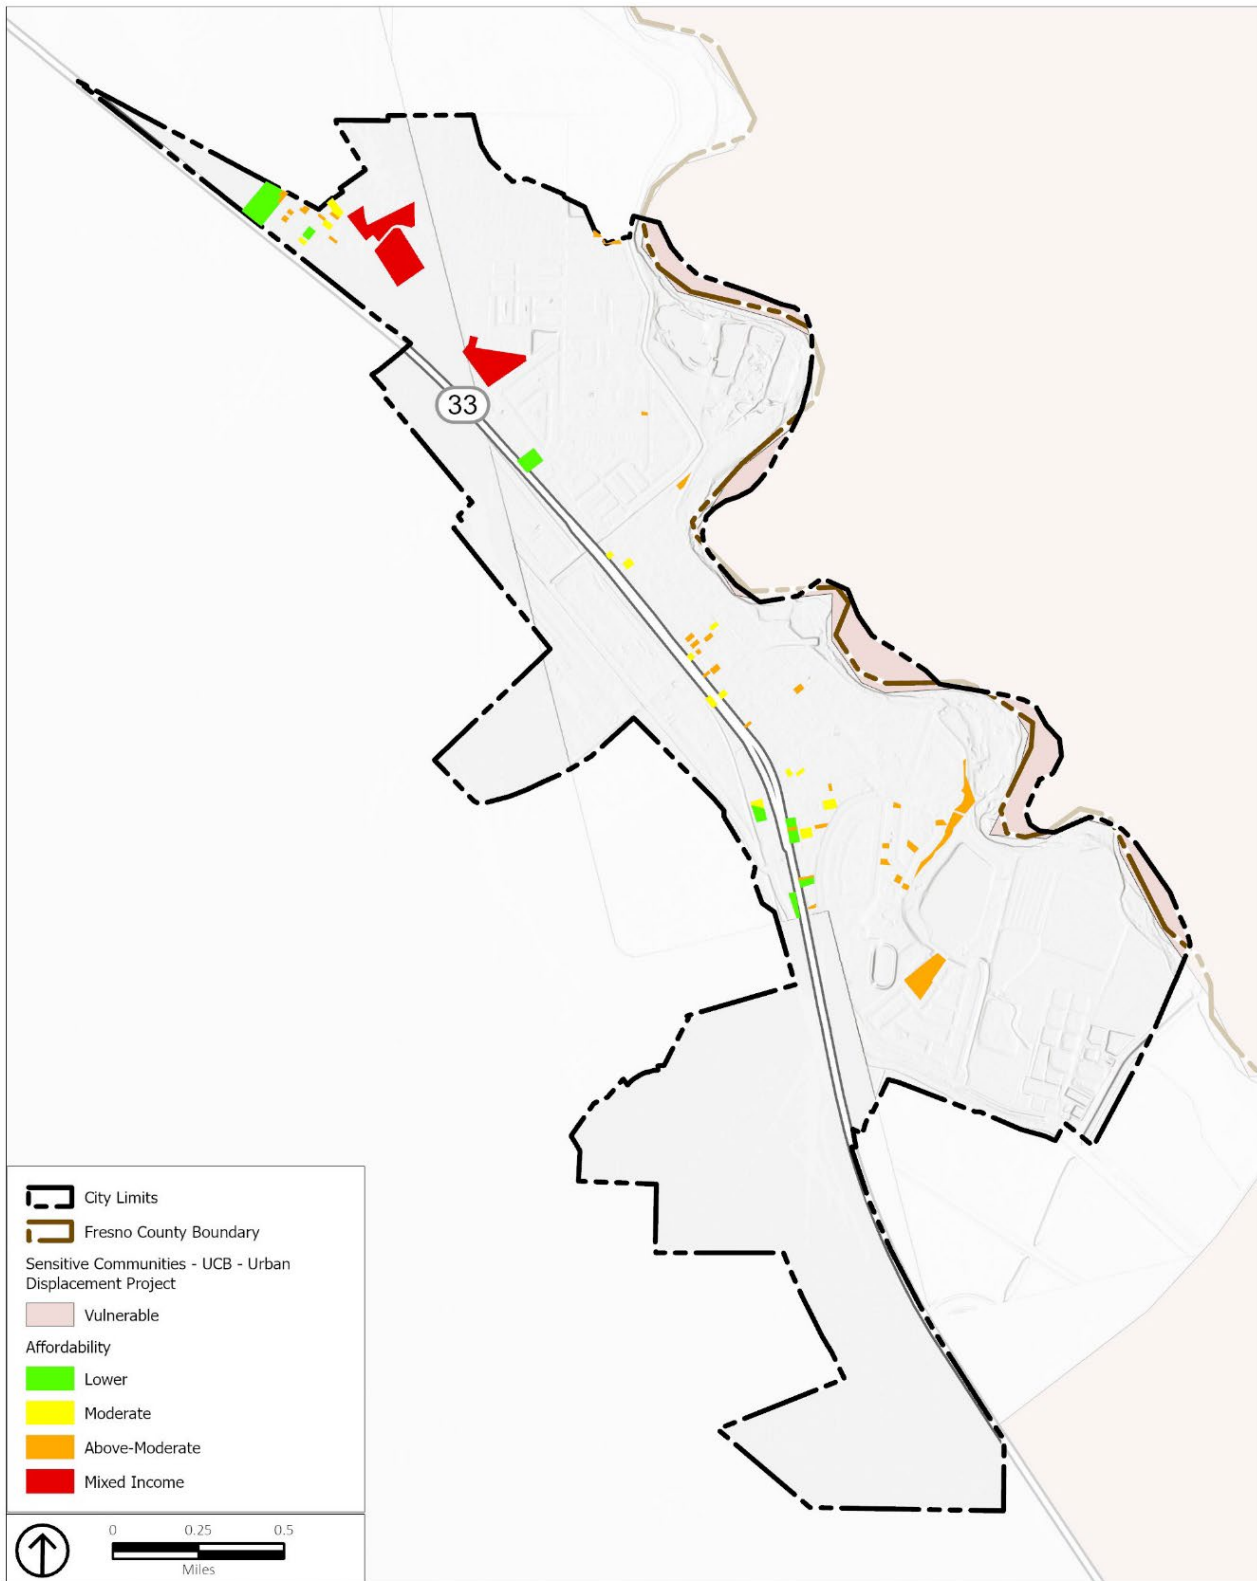 33
City Limits
Fresno County Boundary
Sensitive Communities - UCB - Urban
Displacement Project
Vulnerable
Affordability
Lower
Moderate
Above-Moderate
Mixed Income
0 0.25 0.5
Miles